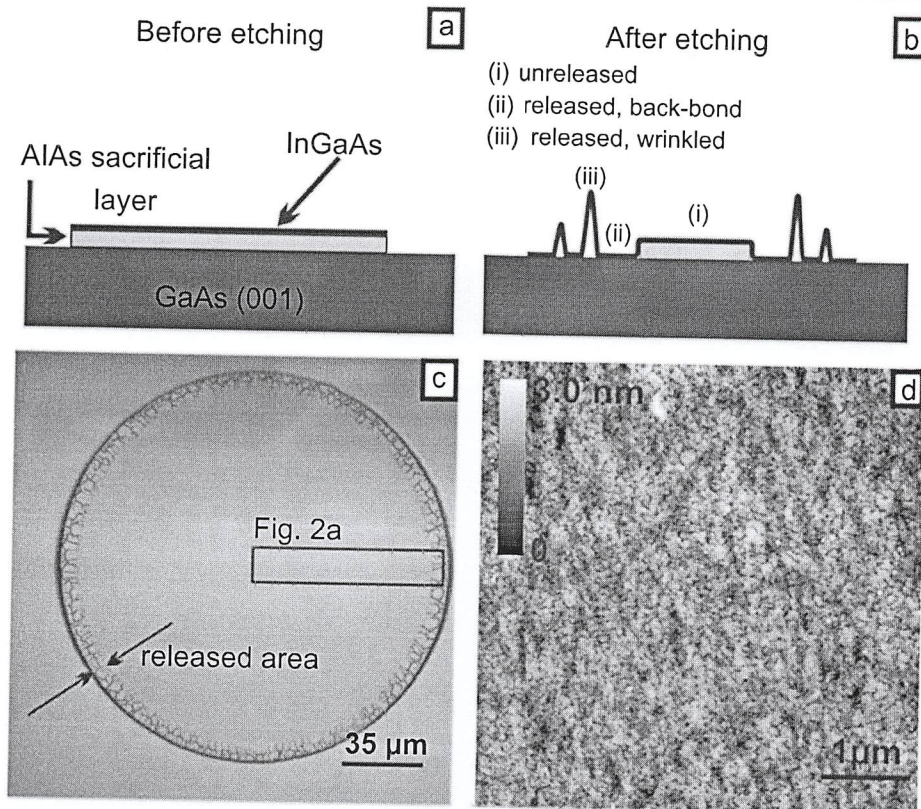 Before etching
a
AlAs sacrificial
layer
InGaAs
GaAs (001)
After etching
b
(i) unreleased
(ii) released, back-bond
(iii) released, wrinkled
(iii)
(ii)
(i)
c
Fig. 2a
released area
35 µm
d
3.0 nm
0
1µm